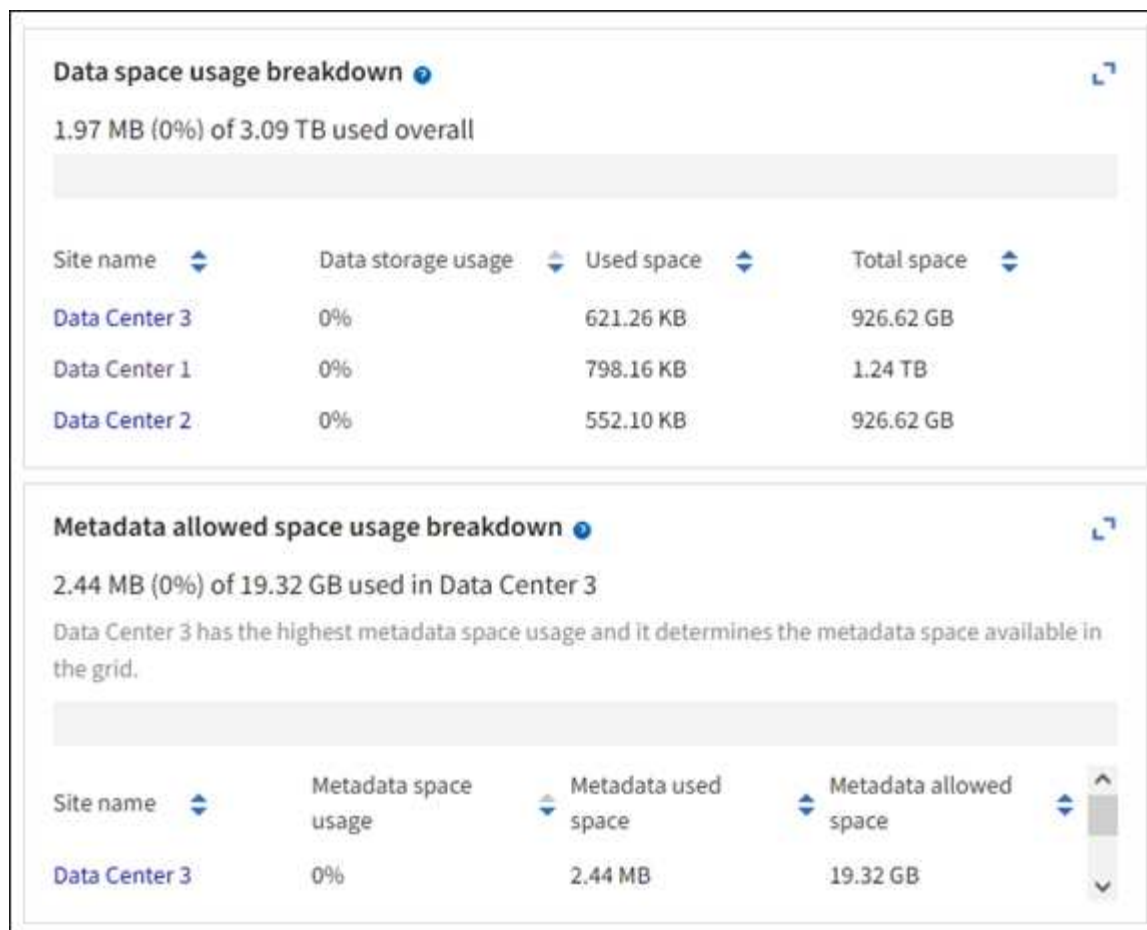 Data space usage breakdown ?
1.97 MB (0%) of 3.09 TB used overall
Site name Data storage usage Used space Total space
Data Center 3 0% 621.26 KB 926.62 GB
Data Center 1 0% 798.16 KB 1.24 TB
Data Center 2 0% 552.10 KB 926.62 GB
Metadata allowed space usage breakdown ?
2.44 MB (0%) of 19.32 GB used in Data Center 3
Data Center 3 has the highest metadata space usage and it determines the metadata space available in
the grid.
Site name Metadata space usage Metadata used space Metadata allowed space
Data Center 3 0% 2.44 MB 19.32 GB